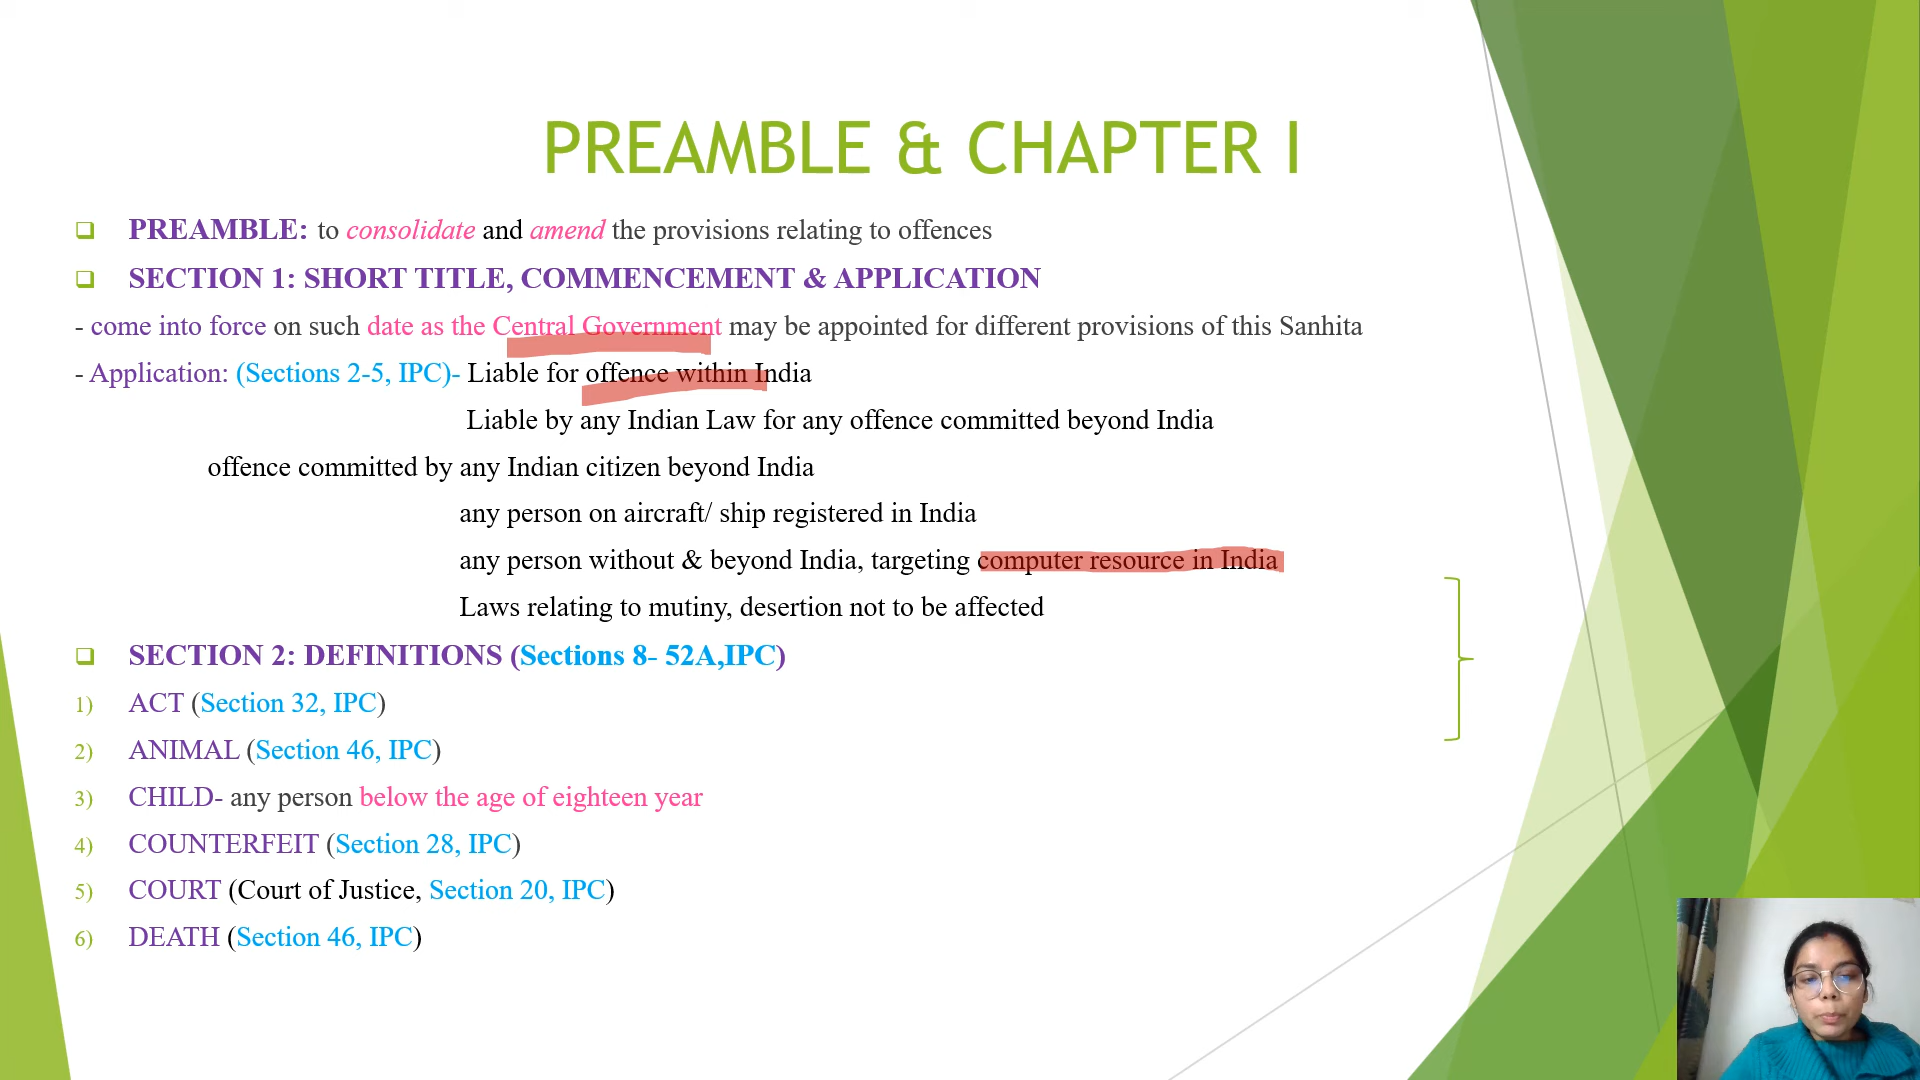 PREAMBLE & CHAPTER I
PREAMBLE: to consolidate and amend the provisions relating to offences
SECTION 1: SHORT TITLE, COMMENCEMENT & APPLICATION
- come into force on such date as the Central Government may be appointed for different provisions of this Sanhita
- Application: (Sections 2-5, IPC)- Liable for offence within India
Liable by any Indian Law for any offence committed beyond India
offence committed by any Indian citizen beyond India
any person on aircraft/ ship registered in India
any person without & beyond India, targeting computer resource in India
Laws relating to mutiny, desertion not to be affected
SECTION 2: DEFINITIONS (Sections 8- 52A,IPC)
1) ACT (Section 32, IPC)
2) ANIMAL (Section 46, IPC)
3) CHILD- any person below the age of eighteen year
4) COUNTERFEIT (Section 28, IPC)
5) COURT (Court of Justice, Section 20, IPC)
6) DEATH (Section 46, IPC)